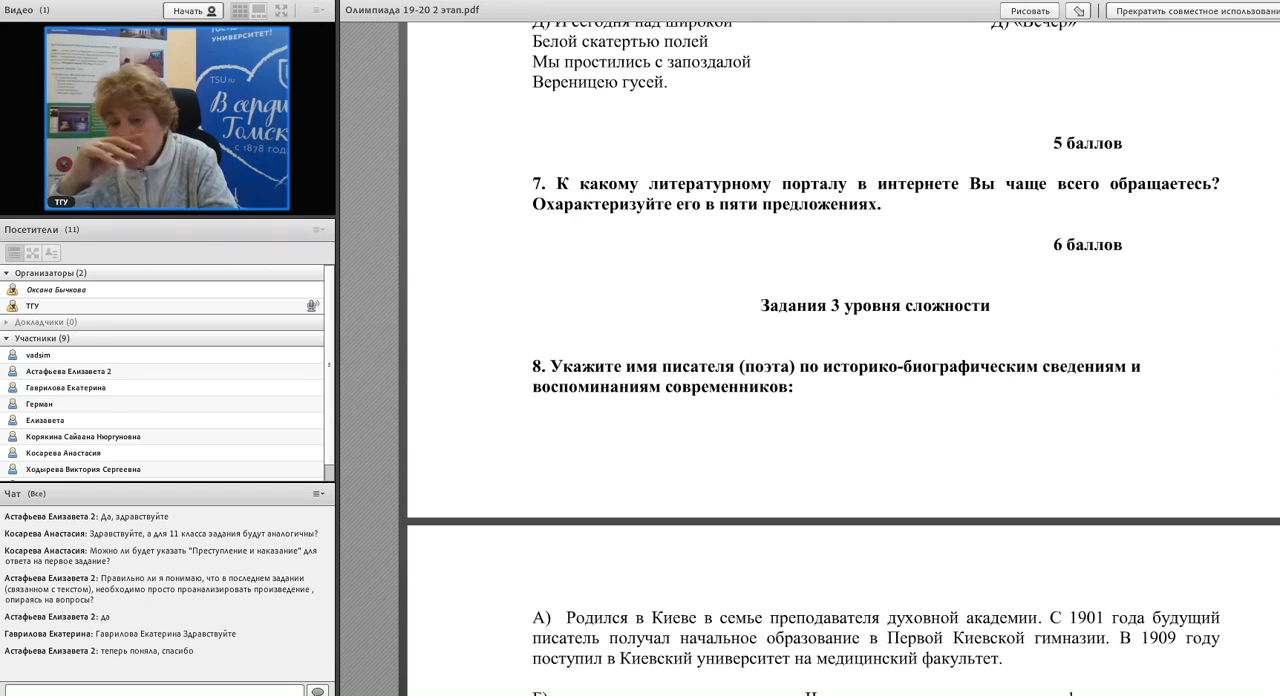 Видео (1)
Начать
УНИВЕРСИТЕТ!
TSU.ru
В сердце
Томск
с 1878 год
ТГУ
Посетители (11)
Организаторы (2)
Оксана Бычкова
ТГУ
Докладчики (0)
Участники (9)
vadsim
Астафьева Елизавета 2
Гаврилова Екатерина
Герман
Елизавета
Корякина Сайаана Нюргуновна
Косарева Анастасия
Ходырева Виктория Сергеевна
Чат (Все)
Астафьева Елизавета 2: Да, здравствуйте
Косарева Анастасия: Здравствуйте, а для 11 класса задания будут аналогичны?
Косарева Анастасия: Можно ли будет указать "Преступление и наказание" для
ответа на первое задание?
Астафьева Елизавета 2: Правильно ли я понимаю, что в последнем задании
(связанном с текстом), необходимо просто проанализировать произведение ,
опираясь на вопросы?
Астафьева Елизавета 2: да
Гаврилова Екатерина: Гаврилова Екатерина Здравствуйте
Астафьева Елизавета 2: теперь поняла, спасибо
Олимпиада 19-20 2 этап.pdf
Рисовать
Прекратить совместное использовани
Д) И сегодня над широкой
Д) «Вечер»
Белой скатертью полей
Мы простились с запоздалой
Вереницею гусей.
5 баллов
7. К какому литературному порталу в интернете Вы чаще всего обращаетесь?
Охарактеризуйте его в пяти предложениях.
6 баллов
Задания 3 уровня сложности
8. Укажите имя писателя (поэта) по историко-биографическим сведениям и
воспоминаниям современников:
А) Родился в Киеве в семье преподавателя духовной академии. С 1901 года будущий
писатель получал начальное образование в Первой Киевской гимназии. В 1909 году
поступил в Киевский университет на медицинский факультет.